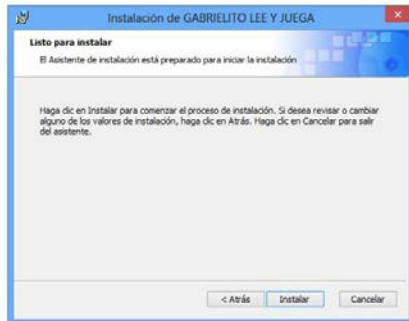 Instalación de GABRIELITO LEE Y JUEGA
Listo para instalar
El Asistente de instalación está preparado para iniciar la instalación
Haga clic en Instalar para comenzar el proceso de instalación. Si desea revisar o cambiar
alguno de los valores de instalación, haga clic en Atrás. Haga clic en Cancelar para salir
del asistente.
< Atrás Instalar Cancelar